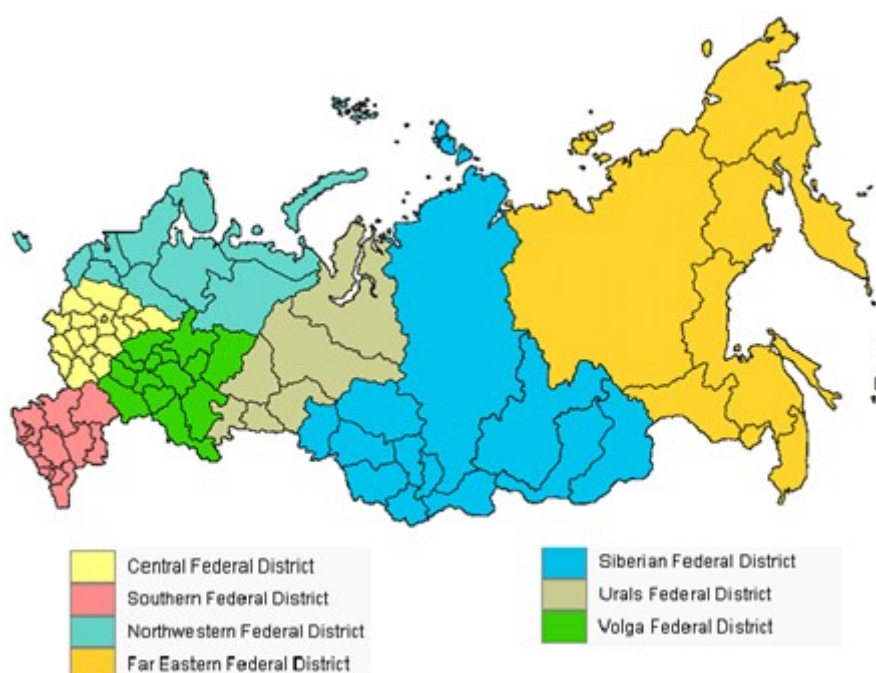 Central Federal District
Southern Federal District
Northwestern Federal District
Far Eastern Federal District
Siberian Federal District
Urals Federal District
Volga Federal District